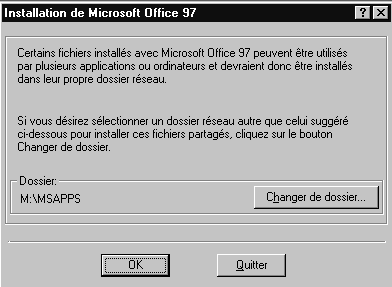 Installation de Microsoft Office 97
Certains fichiers installés avec Microsoft Office 97 peuvent être utilisés
par plusieurs applications ou ordinateurs et devraient donc être installés
dans leur propre dossier réseau.
Si vous désirez sélectionner un dossier réseau autre que celui suggéré
ci-dessous pour installer ces fichiers partagés, cliquez sur le bouton
Changer de dossier.
Dossier:
M:\MSAPPS
Changer de dossier...
OK
Quitter